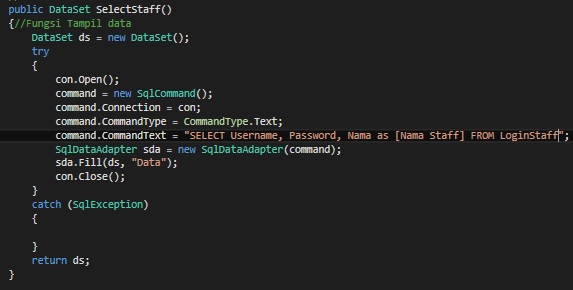 public DataSet SelectStaff()
{//Fungsi Tampil data
DataSet ds = new DataSet();
try
{
con.Open();
command = new SqlCommand();
command.Connection = con;
command.CommandType = CommandType.Text;
command.CommandText = "SELECT Username, Password, Nama as [Nama Staff] FROM LoginStaff";
SqlDataAdapter sda = new SqlDataAdapter(command);
sda.Fill(ds, "Data");
con.Close();
}
catch (SqlException)
{
}
return ds;
}